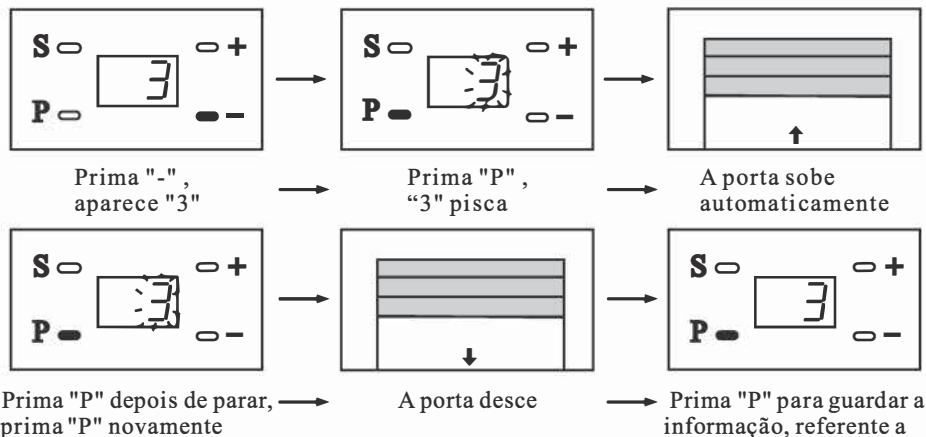 S +
3
P -
S +
3
P -
Prima "-" ,
aparece "3"
Prima "P" ,
“3" pisca
A porta sobe
automaticamente
S +
3
P -
S +
3
P -
Prima "P" depois de parar,
prima "P" novamente
A porta desce
Prima "P" para guardar a
informação, referente a